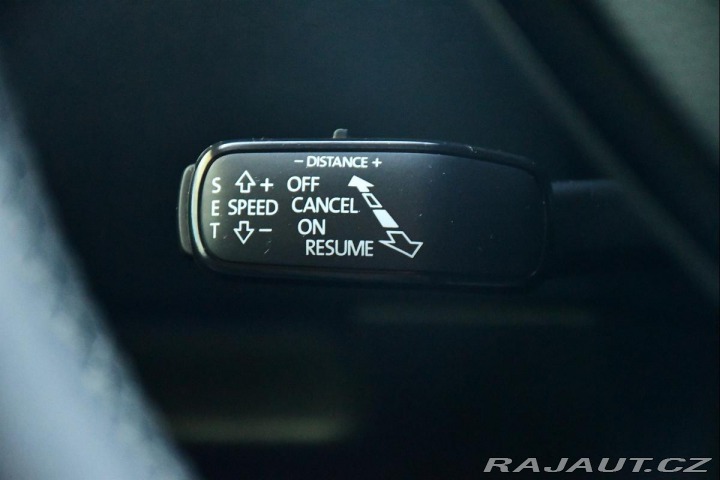 − DISTANCE +
S + OFF
E SPEED CANCEL
T − ON
RESUME
RAJAUT.CZ